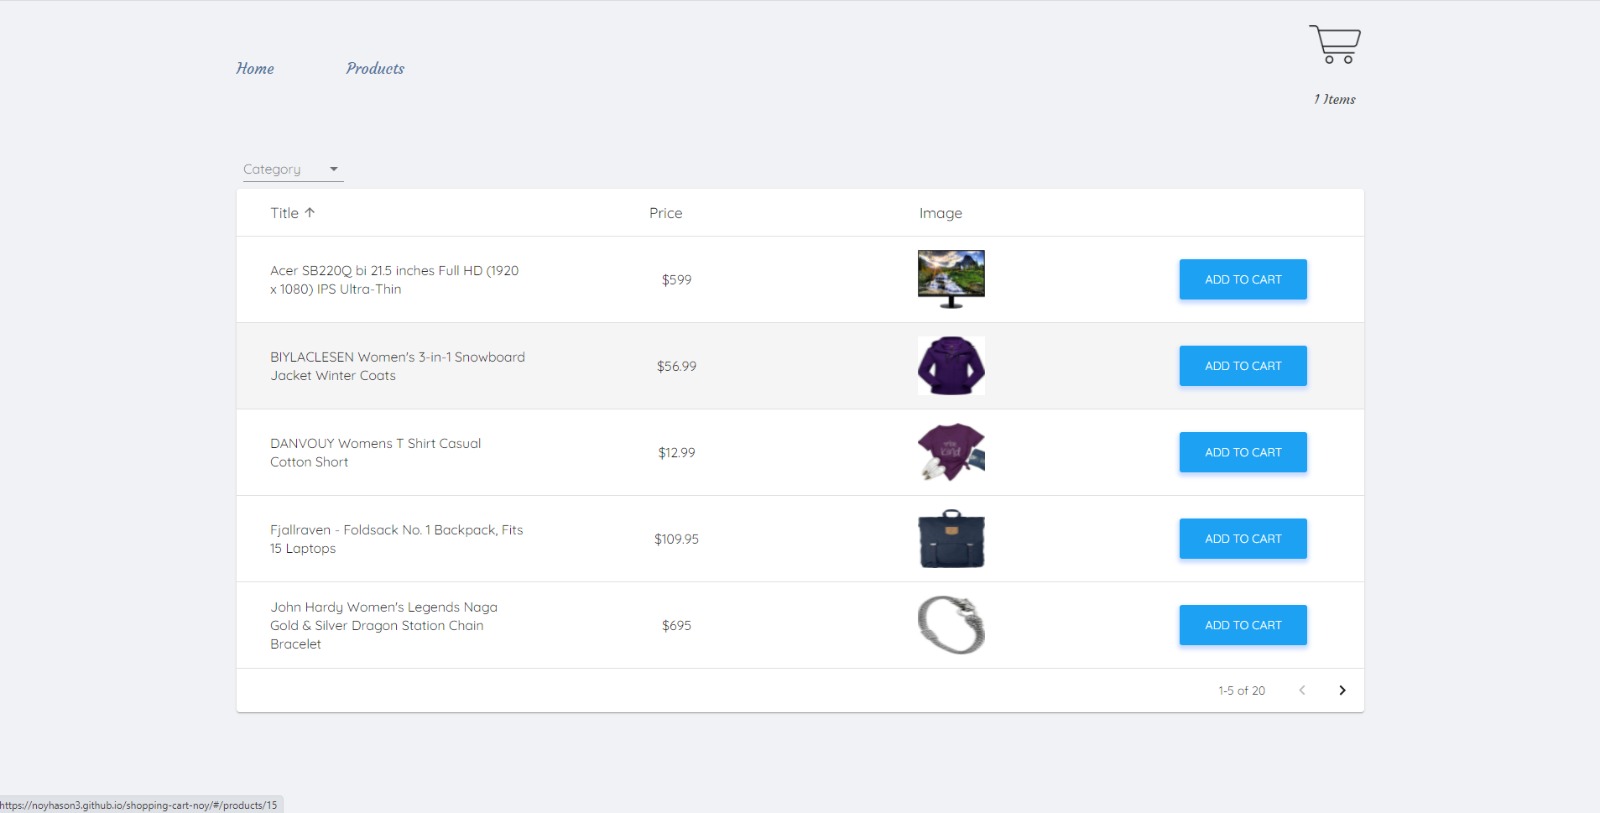 Home Products
1 Items
Category
Title Price Image
Acer SB220Q bi 21.5 inches Full HD (1920
x 1080) IPS Ultra-Thin
$599
ADD TO CART
BIYLACLESEN Women's 3-in-1 Snowboard
Jacket Winter Coats
$56.99
ADD TO CART
DANVOUY Womens T Shirt Casual
Cotton Short
$12.99
kind
ADD TO CART
Fjallraven - Foldsack No. 1 Backpack, Fits
15 Laptops
$109.95
ADD TO CART
John Hardy Women's Legends Naga
Gold & Silver Dragon Station Chain
Bracelet
$695
ADD TO CART
1-5 of 20
https://noyhason3.github.io/shopping-cart-noy/#/products/15